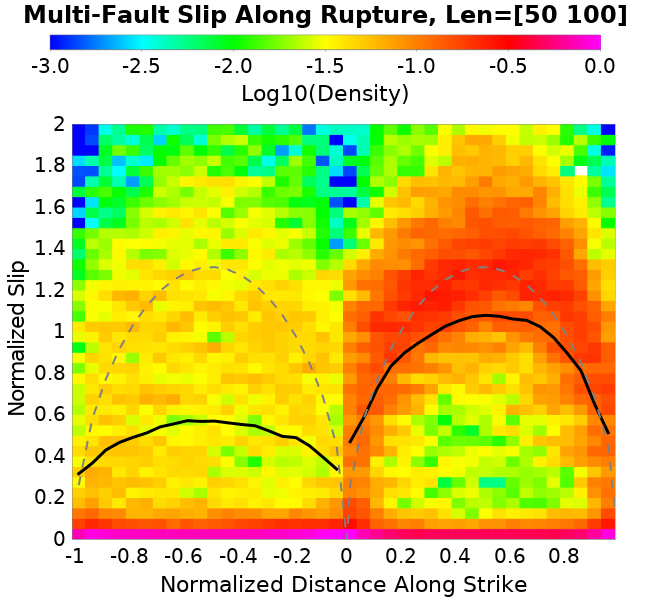 Multi-Fault Slip Along Rupture, Len=[50 100]
-3.0 -2.5 -2.0 -1.5 -1.0 -0.5 0.0
Log10(Density)
2
1.8
1.6
1.4
1.2
1
0.8
0.6
0.4
0.2
0
Normalized Slip
-1 -0.8 -0.6 -0.4 -0.2 0 0.2 0.4 0.6 0.8
Normalized Distance Along Strike